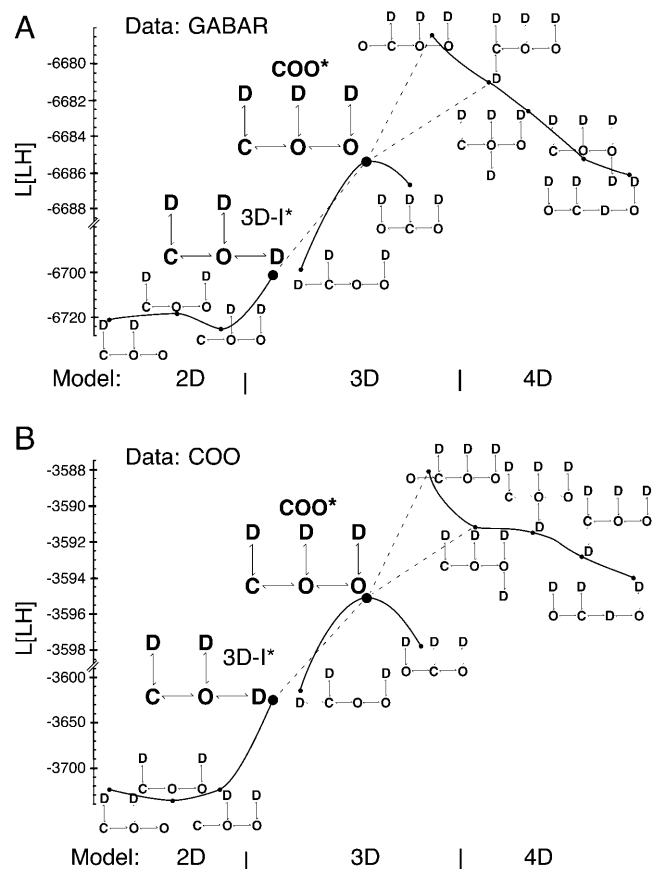 A
Data: GABAR
D D D
D D D
O C O O
C O O
D
-6680
-6682
-6684
-6686
-6688
-6700
-6720
L[LH]
COO*
D D D
C O O
D D D
C O O
D
D D D
C O O
D D D
O C D O
D D D
O C O
D D
3D-I*
C O D
D D
D C O O
D D
C O O
D D
C O O
D D
C O O
Model: 2D | 3D | 4D
B
Data: COO
D D D
O C O O
D D D
C O O
D
D D D
C O O
D
-3588
-3590
-3592
-3594
-3596
-3598
-3600
-3650
-3700
L[LH]
COO*
D D D
C O O
D D D
C O O
D
D D D
O C D O
D D
3D-I*
C O D
D D
D C O O
D D D
O C O
D D
C O O
D D
C O O
D D
C O O
Model: 2D | 3D | 4D